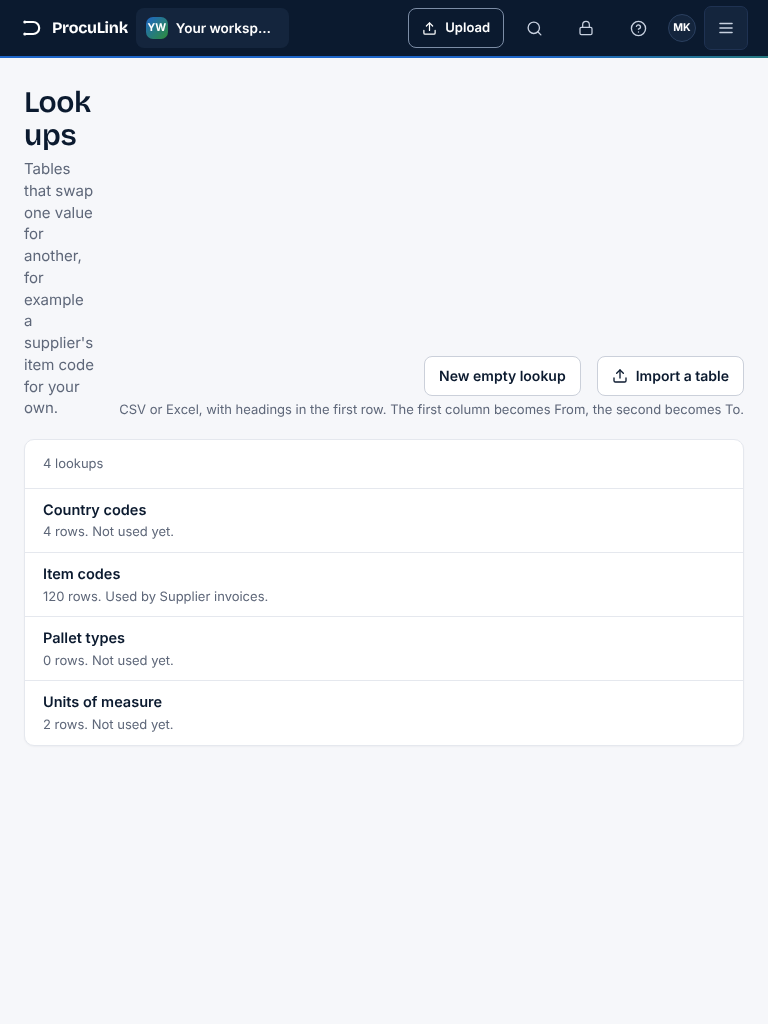 ProcuLink
YW
Your worksp...
Upload
MK
Look
ups
Tables
that swap
one value
for
another,
for
example
a
supplier's
item code
for your
own.
New empty lookup
Import a table
CSV or Excel, with headings in the first row. The first column becomes From, the second becomes To.
4 lookups
Country codes
4 rows. Not used yet.
Item codes
120 rows. Used by Supplier invoices.
Pallet types
0 rows. Not used yet.
Units of measure
2 rows. Not used yet.